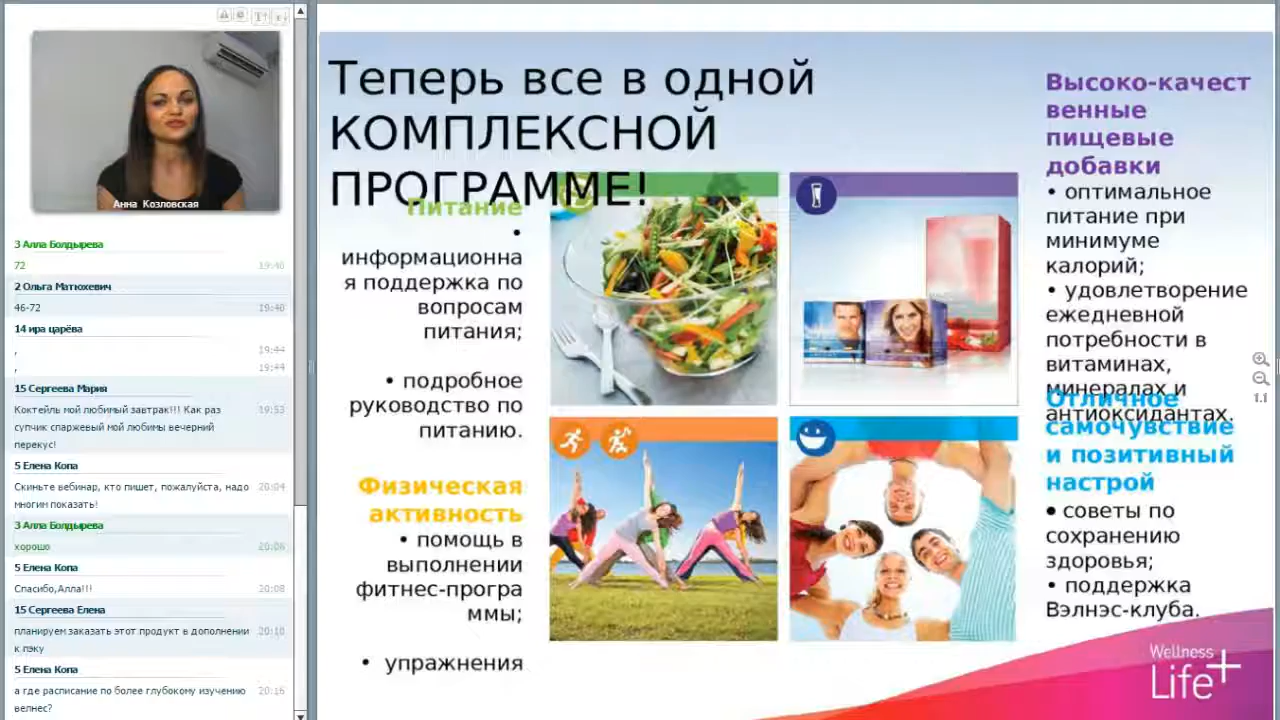 Анна Козловская
3 Алла Болдырева
72 19:40
2 Ольга Матюхевич
46-72 19:40
14 ира царёва
, 19:44
, 19:44
15 Сергеева Мария
Коктейль мой любимый завтрак!!! Как раз 19:53
супчик спаржевый мой любимы вечерний
перекус!
5 Елена Копа
Скиньте вебинар, кто пишет, пожалуйста, надо 20:04
многим показать!
3 Алла Болдырева
хорошо 20:06
5 Елена Копа
Спасибо,Алла!!! 20:08
15 Сергеева Елена
планируем заказать этот продукт в дополнении 20:10
к пэку
5 Елена Копа
а где расписание по более глубокому изучению 20:16
велнес?
Теперь все в одной
КОМПЛЕКСНОЙ
ПРОГРАММЕ!
Питание
•
информационна
я поддержка по
вопросам
питания;
• подробное
руководство по
питанию.
Физическая
активность
• помощь в
выполнении
фитнес-програ
ммы;
• упражнения
Высоко-качест
венные
пищевые
добавки
• оптимальное
питание при
минимуме
калорий;
• удовлетворение
ежедневной
потребности в
витаминах,
минералах и
антиоксидантах.
Отличное
самочувствие
и позитивный
настрой
• советы по
сохранению
здоровья;
• поддержка
Вэлнэс-клуба.
Wellness
Life+
1.1